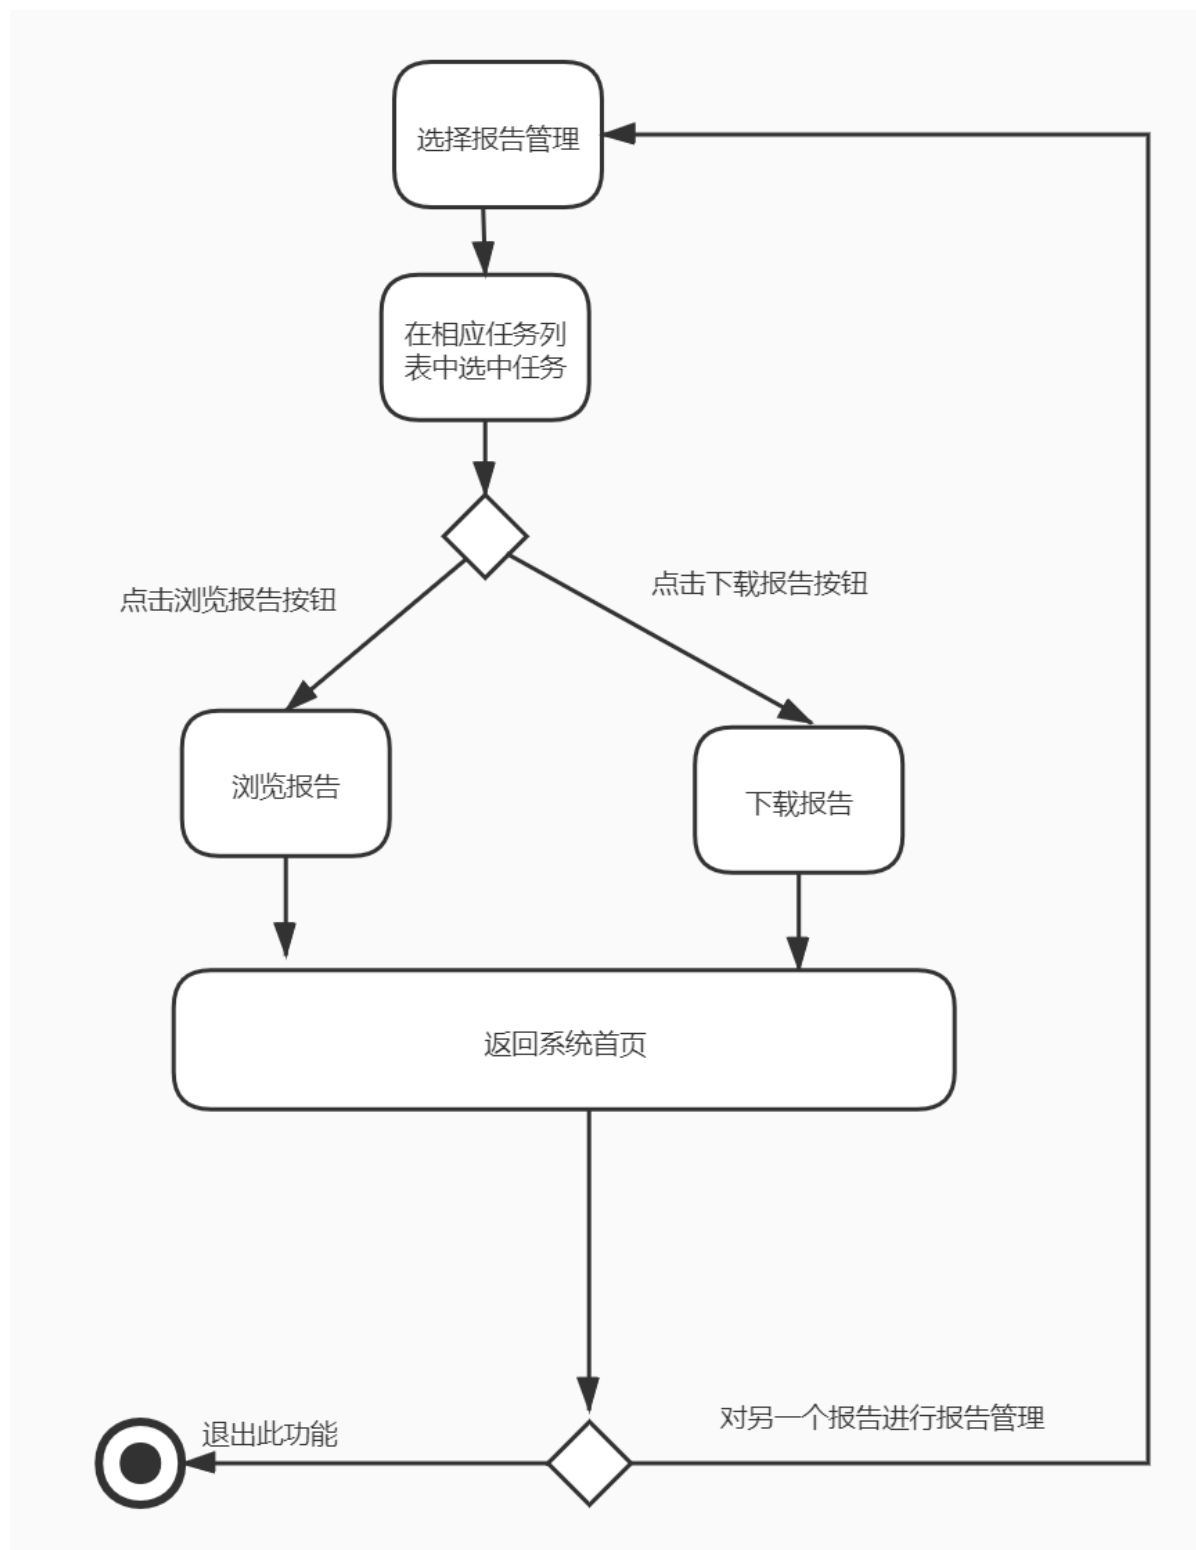 选择报告管理
在相应任务列
表中选中任务
点击浏览报告按钮
点击下载报告按钮
浏览报告
下载报告
返回系统首页
退出此功能
对另一个报告进行报告管理